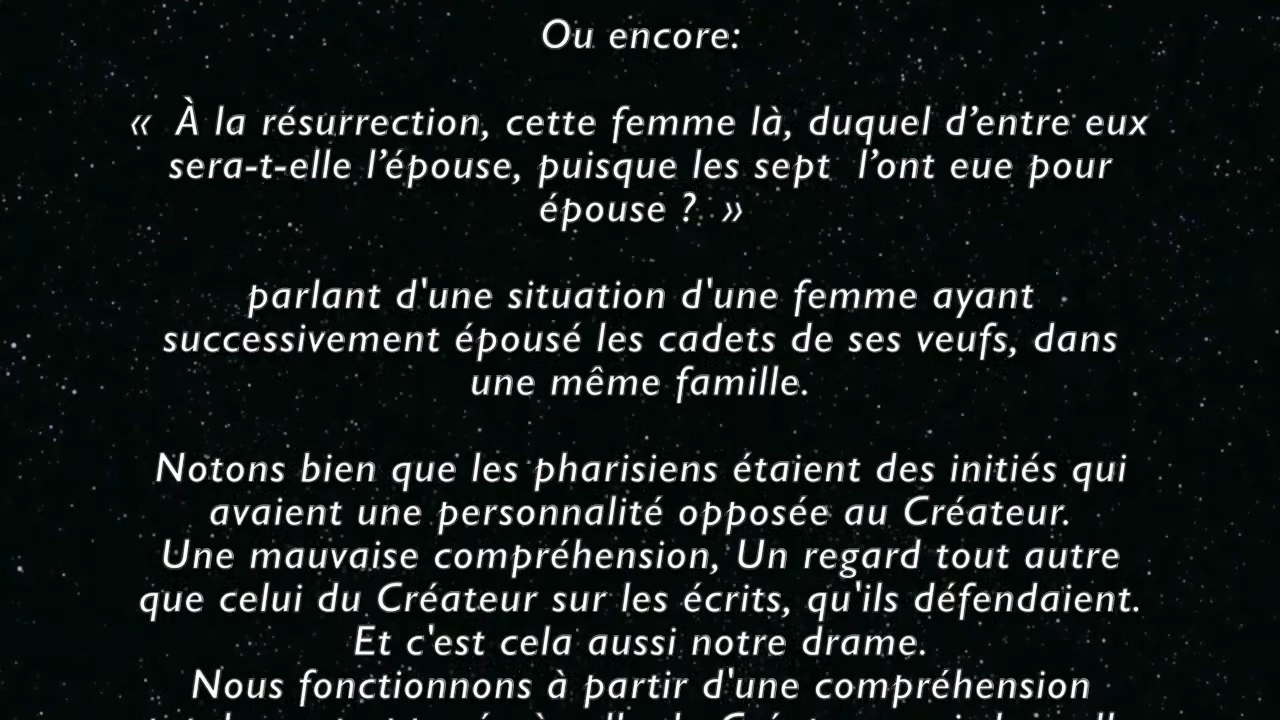 Ou encore:
«  À la résurrection, cette femme là, duquel d’entre eux
sera-t-elle l’épouse, puisque les sept  l’ont eue pour
épouse ?  »
parlant d'une situation d'une femme ayant
successivement épousé les cadets de ses veufs, dans
une même famille.
Notons bien que les pharisiens étaient des initiés qui
avaient une personnalité opposée au Créateur.
Une mauvaise compréhension, Un regard tout autre
que celui du Créateur sur les écrits, qu'ils défendaient.
Et c'est cela aussi notre drame.
Nous fonctionnons à partir d'une compréhension